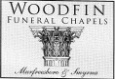 WOODFIN
FUNERAL CHAPELS
Murfreesboro & Smyrna